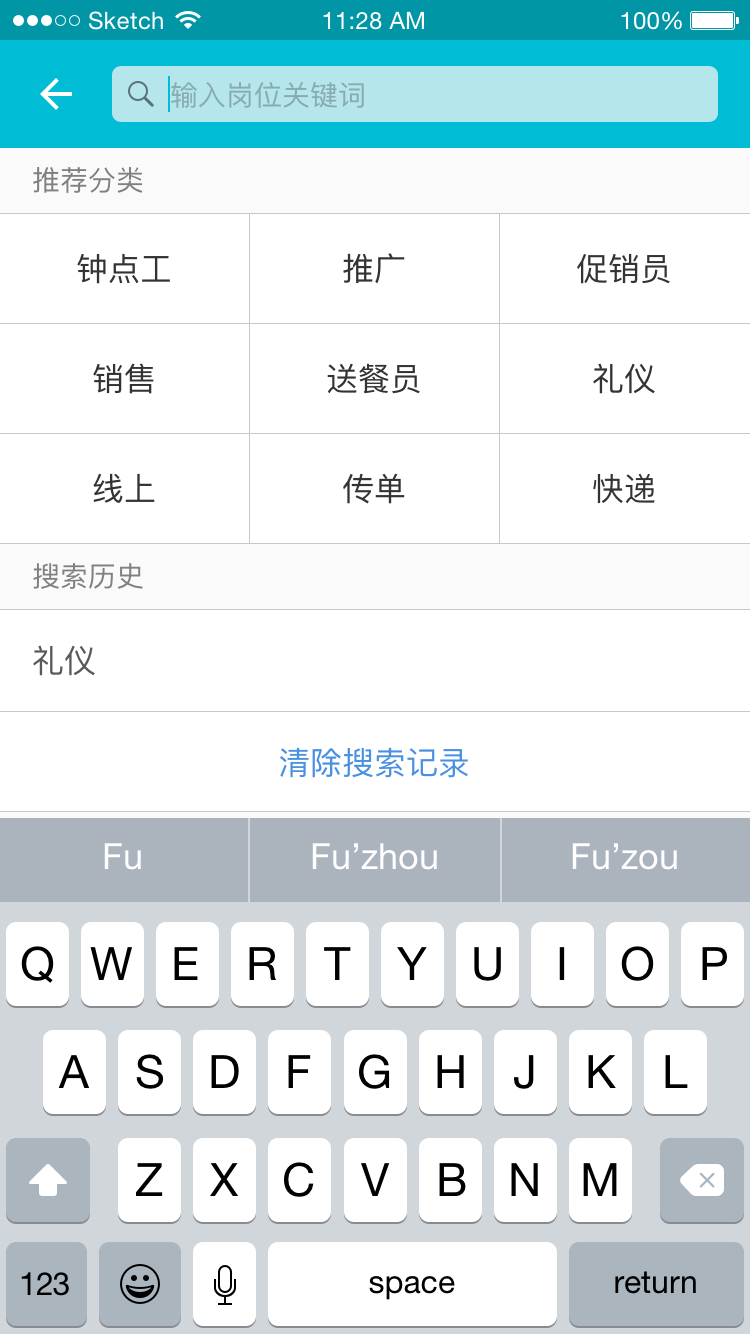 Sketch 11:28 AM 100%
输入岗位关键词
推荐分类
钟点工 推广 促销员
销售 送餐员 礼仪
线上 传单 快递
搜索历史
礼仪
清除搜索记录
Fu Fu’zhou Fu’zou
Q W E R T Y U I O P
A S D F G H J K L
Z X C V B N M
123 space return